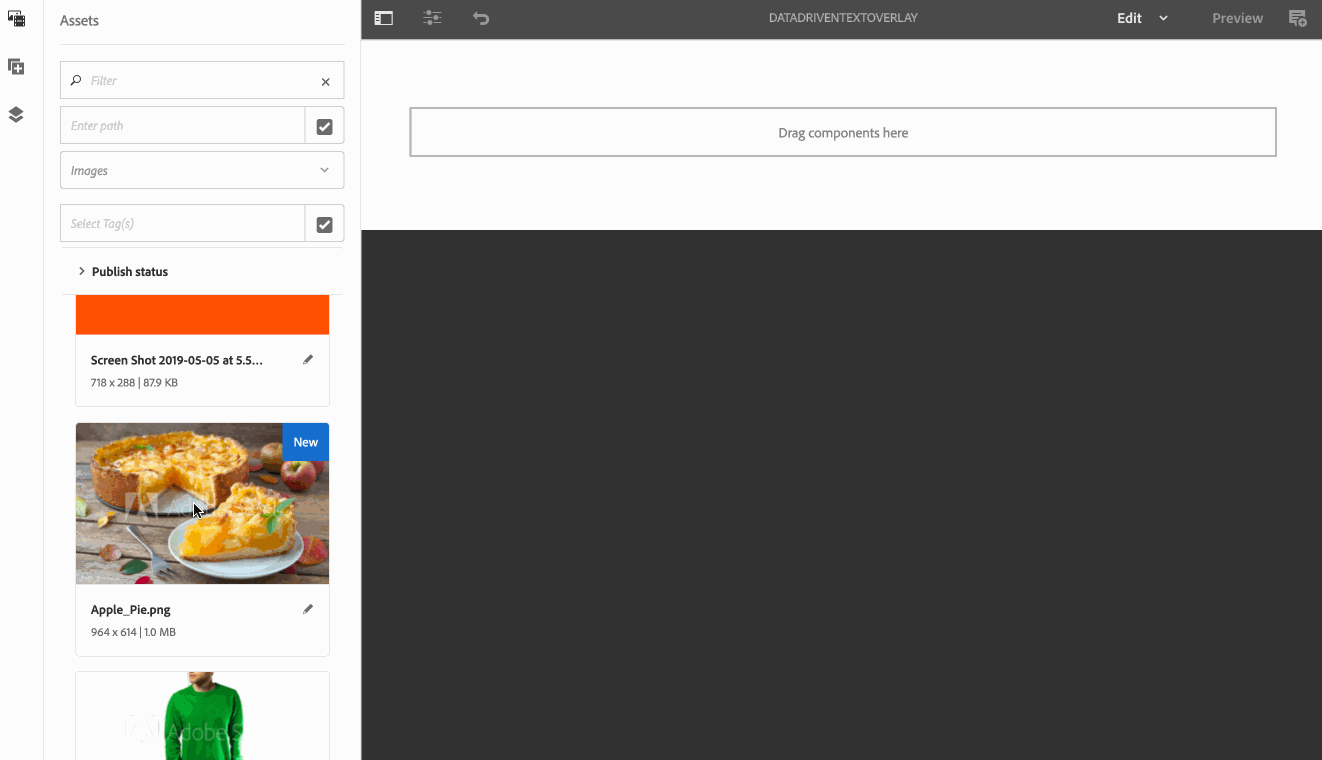 Assets
DATADRIVENTEXTOVERLAY
Edit
Preview
Filter
Enter path
Images
Select Tag(s)
Publish status
Drag components here
Screen Shot 2019-05-05 at 5.5...
718 x 288 | 87.9 KB
New
Apple_Pie.png
964 x 614 | 1.0 MB
Adobe S